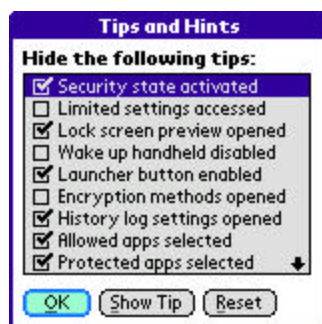 Tips and Hints
Hide the following tips:
Security state activated
Limited settings accessed
Lock screen preview opened
Wake up handheld disabled
Launcher button enabled
Encryption methods opened
History log settings opened
Allowed apps selected
Protected apps selected
OK Show Tip Reset